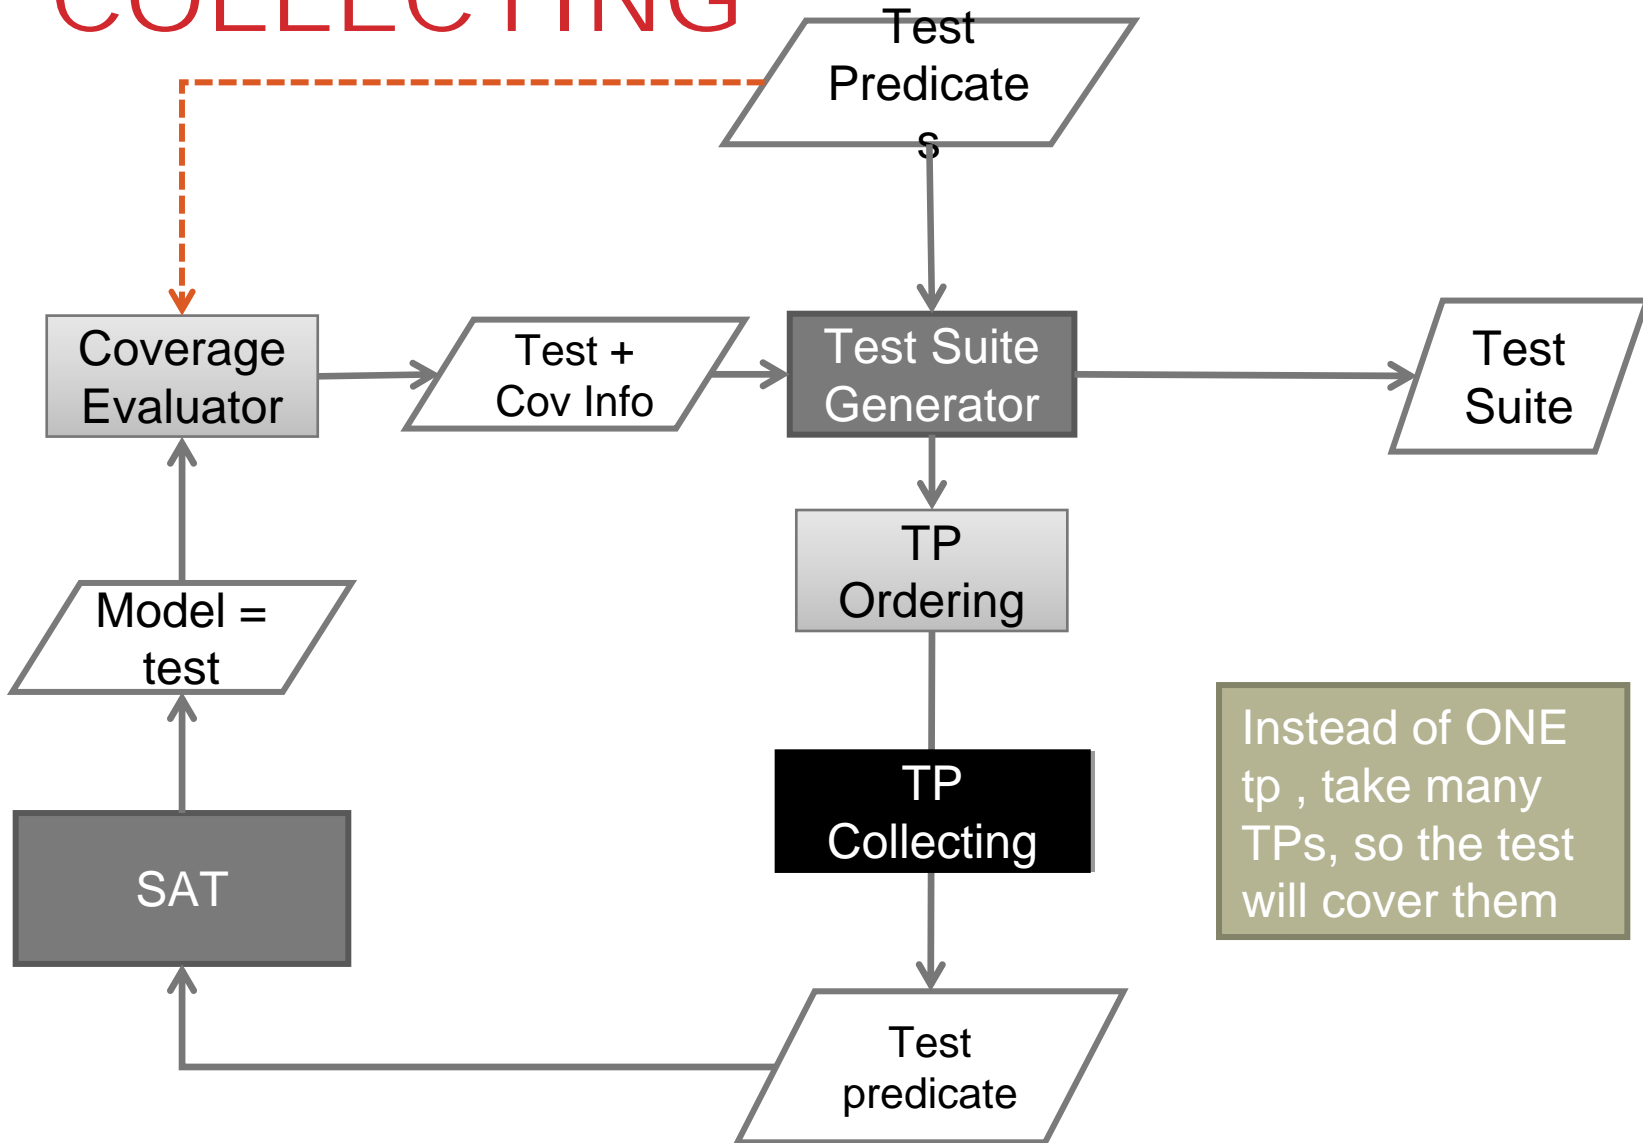 COLLECTING
Test
Predicate
s
Coverage
Evaluator
Test +
Cov Info
Test Suite
Generator
Test
Suite
TP
Ordering
Model =
test
TP
Collecting
Instead of ONE
tp , take many
TPs, so the test
will cover them
SAT
Test
predicate